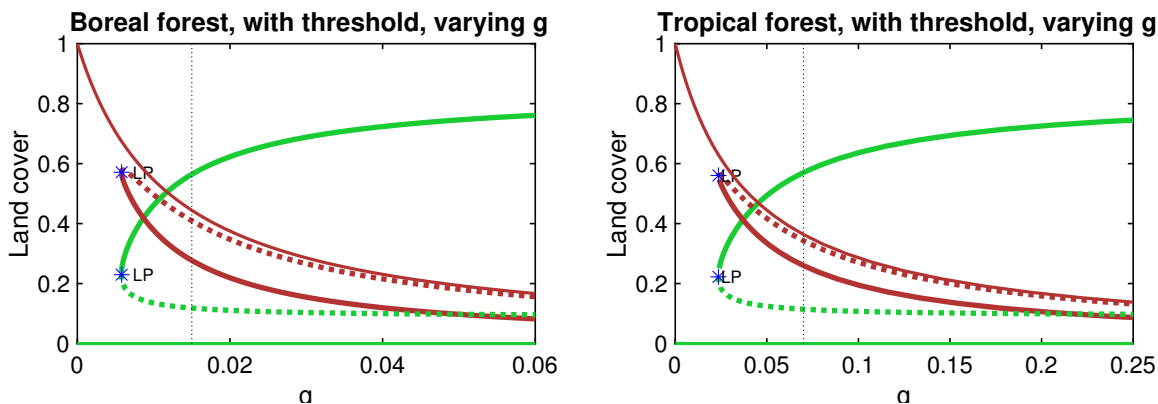 Boreal forest, with threshold, varying g
1
0.8
0.6
0.4
0.2
0
Land cover
LP
LP
0
0.02
0.04
0.06
g
Tropical forest, with threshold, varying g
1
0.8
0.6
0.4
0.2
0
Land cover
LP
LP
0
0.05
0.1
0.15
0.2
0.25
g